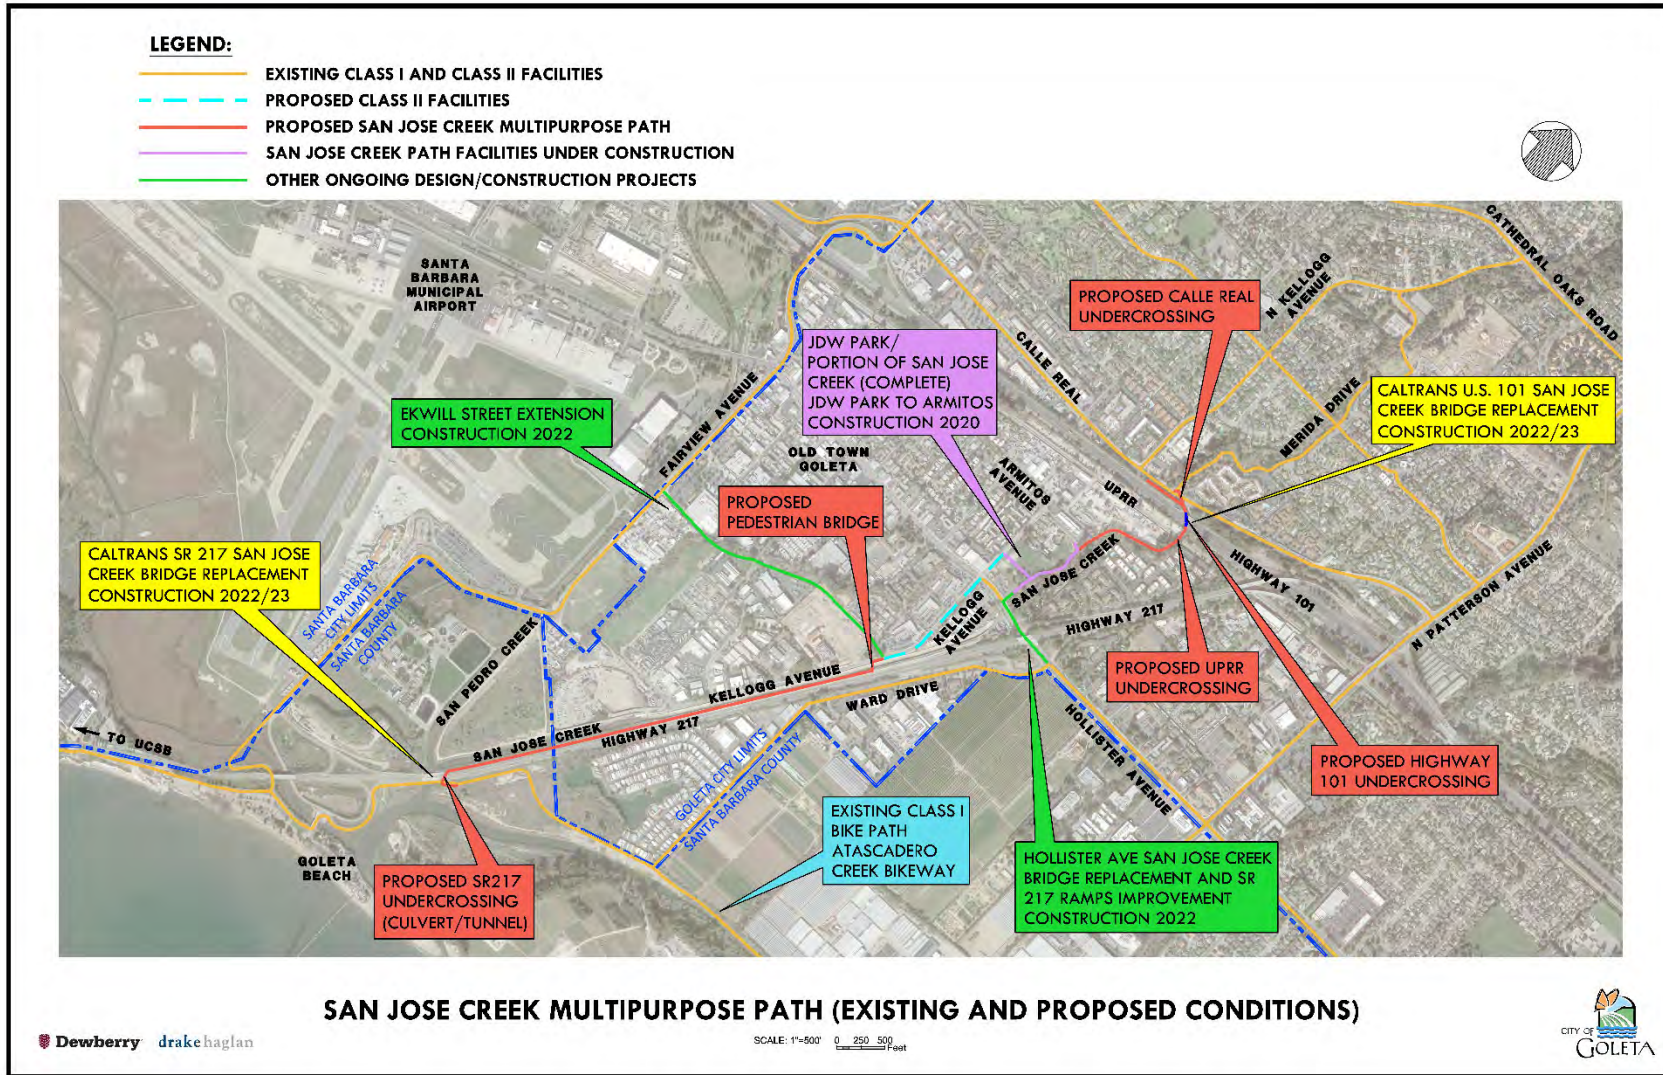 LEGEND:
EXISTING CLASS I AND CLASS II FACILITIES
PROPOSED CLASS II FACILITIES
PROPOSED SAN JOSE CREEK MULTIPURPOSE PATH
SAN JOSE CREEK PATH FACILITIES UNDER CONSTRUCTION
OTHER ONGOING DESIGN/CONSTRUCTION PROJECTS
SANTA
BARBARA
MUNICIPAL
AIRPORT
CATHEDRAL OAKS ROAD
N KELLOGG
AVENUE
PROPOSED CALLE REAL
UNDERCROSSING
JDW PARK/
PORTION OF SAN JOSE
CREEK (COMPLETE)
JDW PARK TO ARMITOS
CONSTRUCTION 2020
CALLE REAL
MERIDA DRIVE
CALTRANS U.S. 101 SAN JOSE
CREEK BRIDGE REPLACEMENT
CONSTRUCTION 2022/23
EKWILL STREET EXTENSION
CONSTRUCTION 2022
FAIRVIEW AVENUE
OLD TOWN
GOLETA
ARMITOS
AVENUE
UPRR
PROPOSED
PEDESTRIAN BRIDGE
CALTRANS SR 217 SAN JOSE
CREEK BRIDGE REPLACEMENT
CONSTRUCTION 2022/23
SANTA BARBARA
CITY LIMITS
SANTA BARBARA
COUNTY
SAN PEDRO CREEK
KELLOGG
AVENUE
SAN JOSE CREEK
HIGHWAY 217
HIGHWAY 101
N PATTERSON AVENUE
PROPOSED UPRR
UNDERCROSSING
KELLOGG AVENUE
WARD DRIVE
SAN JOSE CREEK
HIGHWAY 217
HOLLISTER AVENUE
TO UCSB
GOLETA CITY LIMITS
SANTA BARBARA COUNTY
PROPOSED HIGHWAY
101 UNDERCROSSING
EXISTING CLASS I
BIKE PATH
ATASCADERO
CREEK BIKEWAY
GOLETA
BEACH
PROPOSED SR217
UNDERCROSSING
(CULVERT/TUNNEL)
HOLLISTER AVE SAN JOSE CREEK
BRIDGE REPLACEMENT AND SR
217 RAMPS IMPROVEMENT
CONSTRUCTION 2022
SAN JOSE CREEK MULTIPURPOSE PATH (EXISTING AND PROPOSED CONDITIONS)
Dewberry drakehaglan
SCALE: 1"=500' 0 250 500
Feet
CITY OF
GOLETA